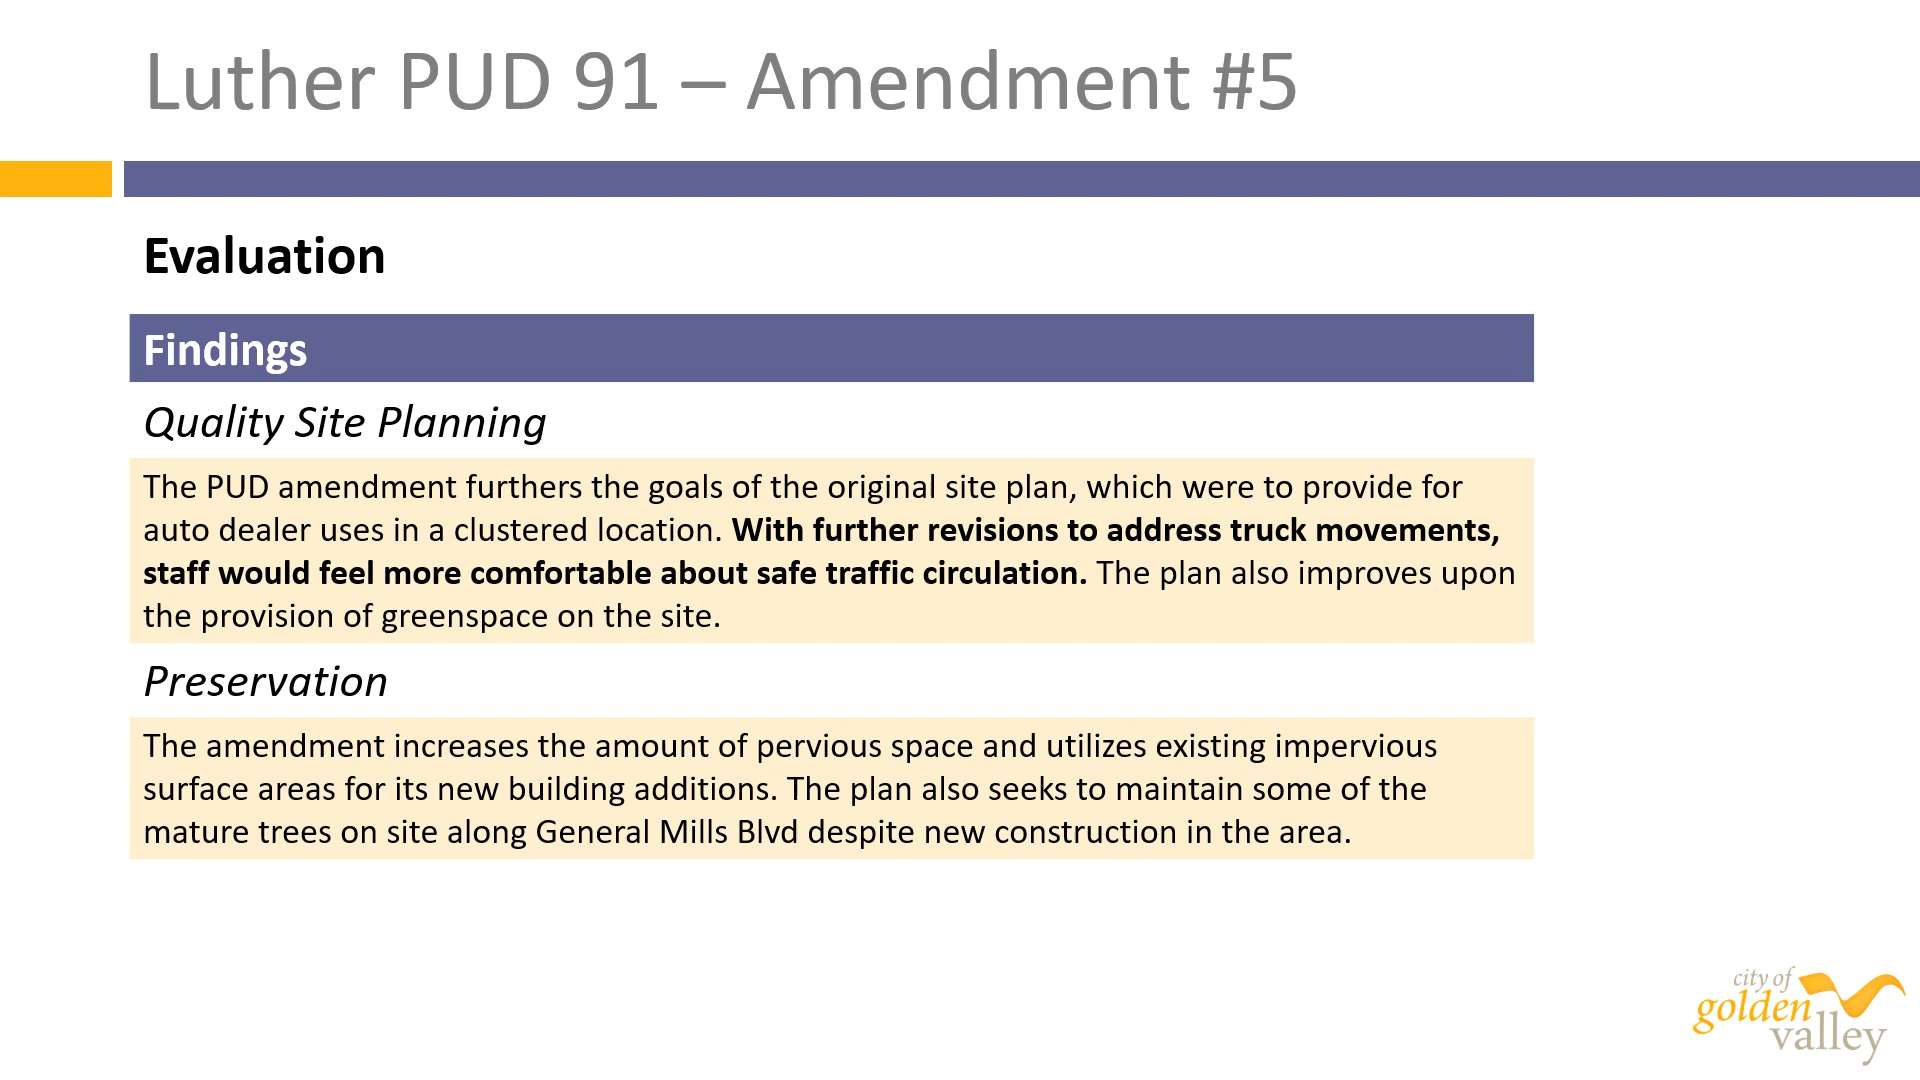 Luther PUD 91 – Amendment #5
Evaluation
Findings
Quality Site Planning
The PUD amendment furthers the goals of the original site plan, which were to provide for
auto dealer uses in a clustered location. With further revisions to address truck movements,
staff would feel more comfortable about safe traffic circulation. The plan also improves upon
the provision of greenspace on the site.
Preservation
The amendment increases the amount of pervious space and utilizes existing impervious
surface areas for its new building additions. The plan also seeks to maintain some of the
mature trees on site along General Mills Blvd despite new construction in the area.
city of
golden
valley